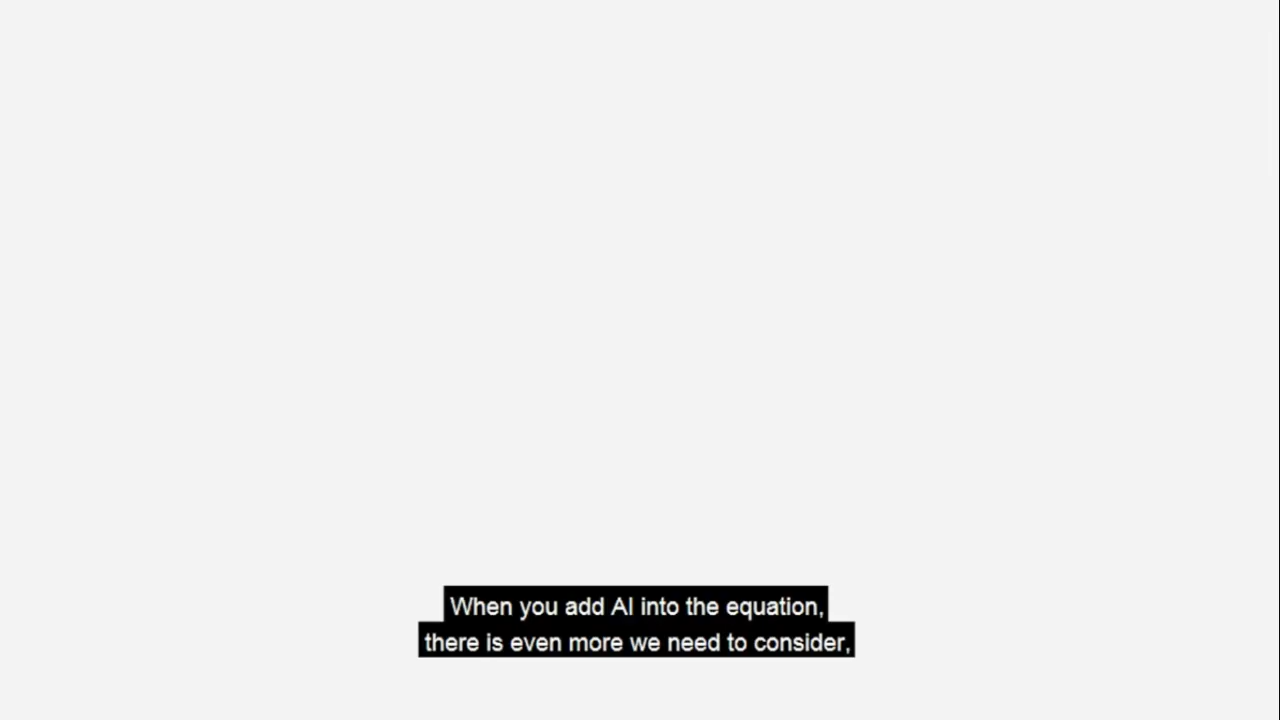 When you add AI into the equation,
there is even more we need to consider,